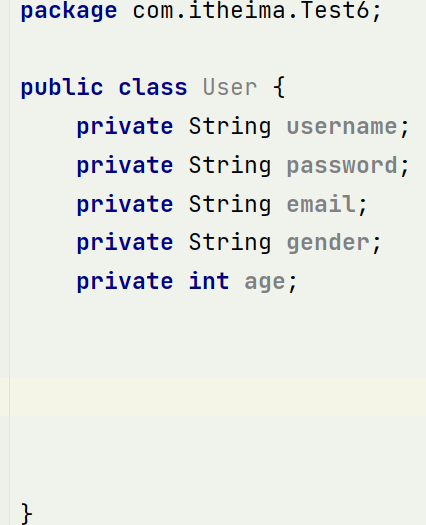 package com.itheima.Test6;
public class User {
private String username;
private String password;
private String email;
private String gender;
private int age;
}